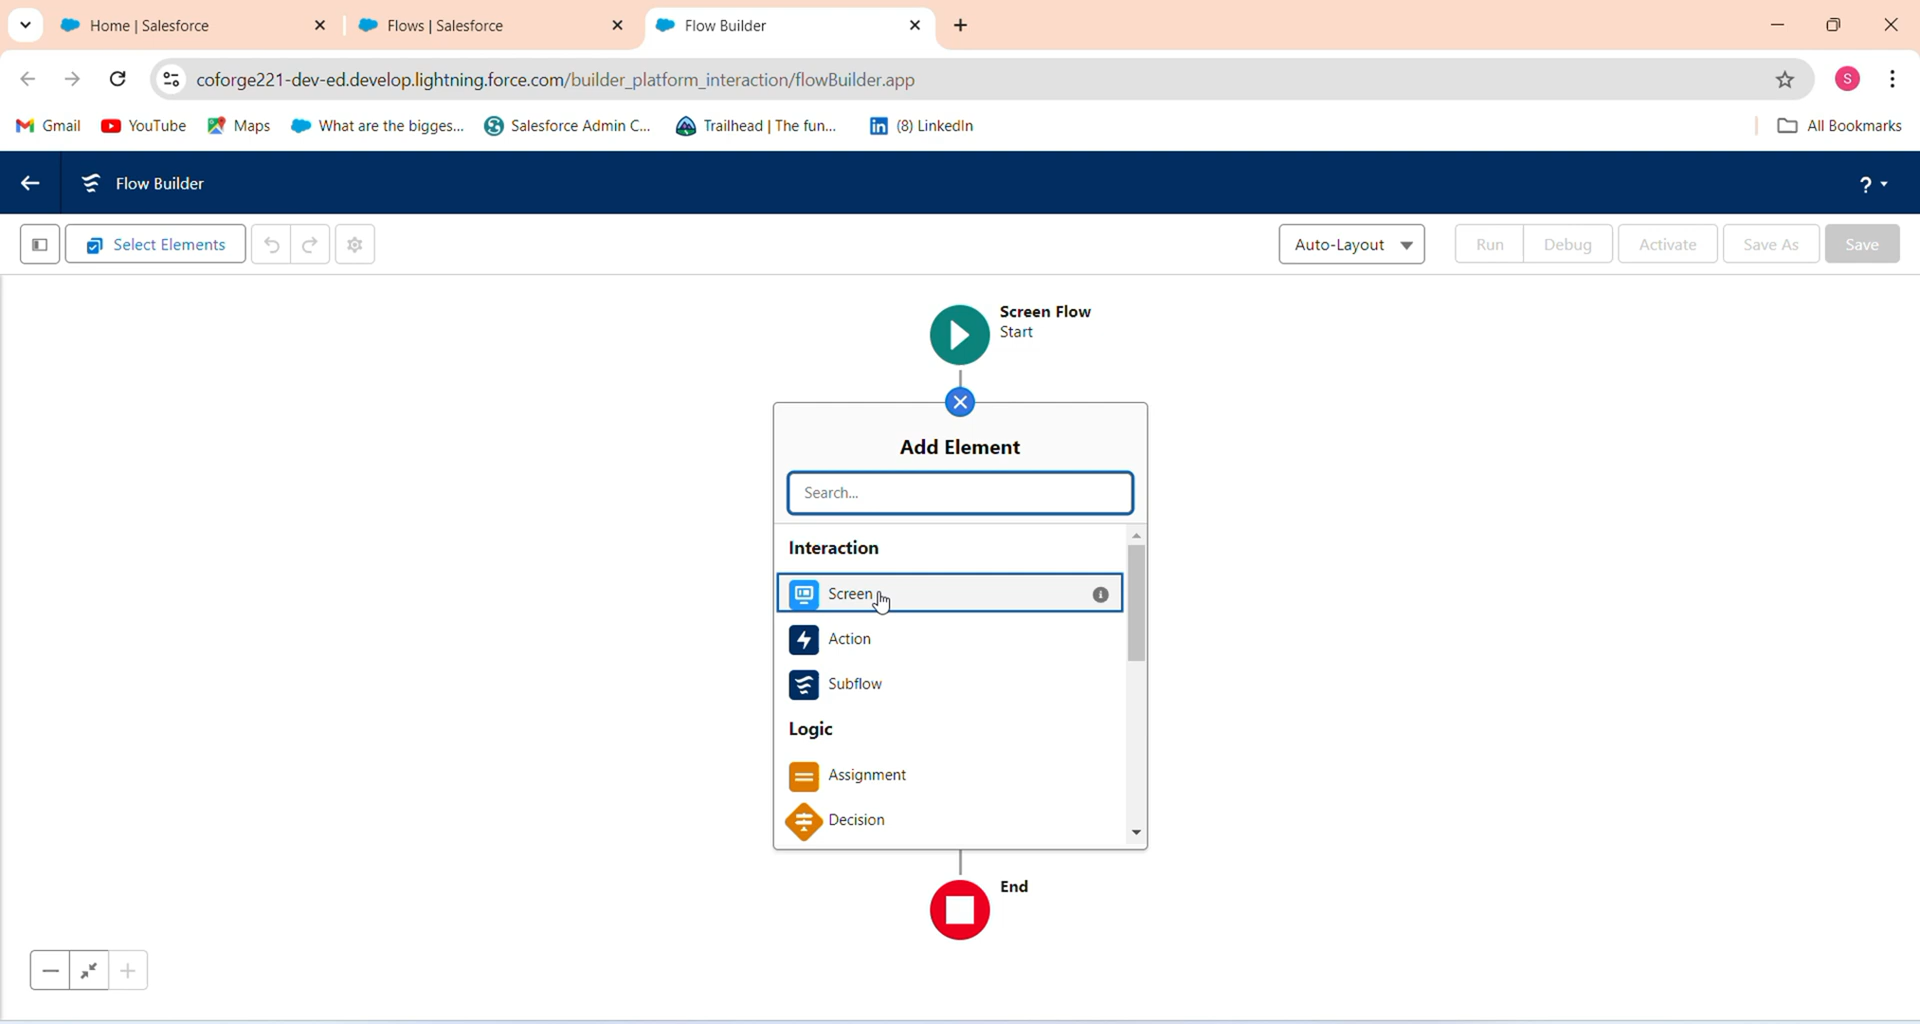 Home | Salesforce
Flows | Salesforce
Flow Builder
coforge221-dev-ed.develop.lightning.force.com/builder_platform_interaction/flowBuilder.app
S
Gmail
YouTube
Maps
What are the bigges...
Salesforce Admin C...
Trailhead | The fun...
(8) LinkedIn
All Bookmarks
Flow Builder
?
Select Elements
Auto-Layout
Run
Debug
Activate
Save As
Save
Screen Flow
Start
Add Element
Search...
Interaction
Screen
Action
Subflow
Logic
Assignment
Decision
End